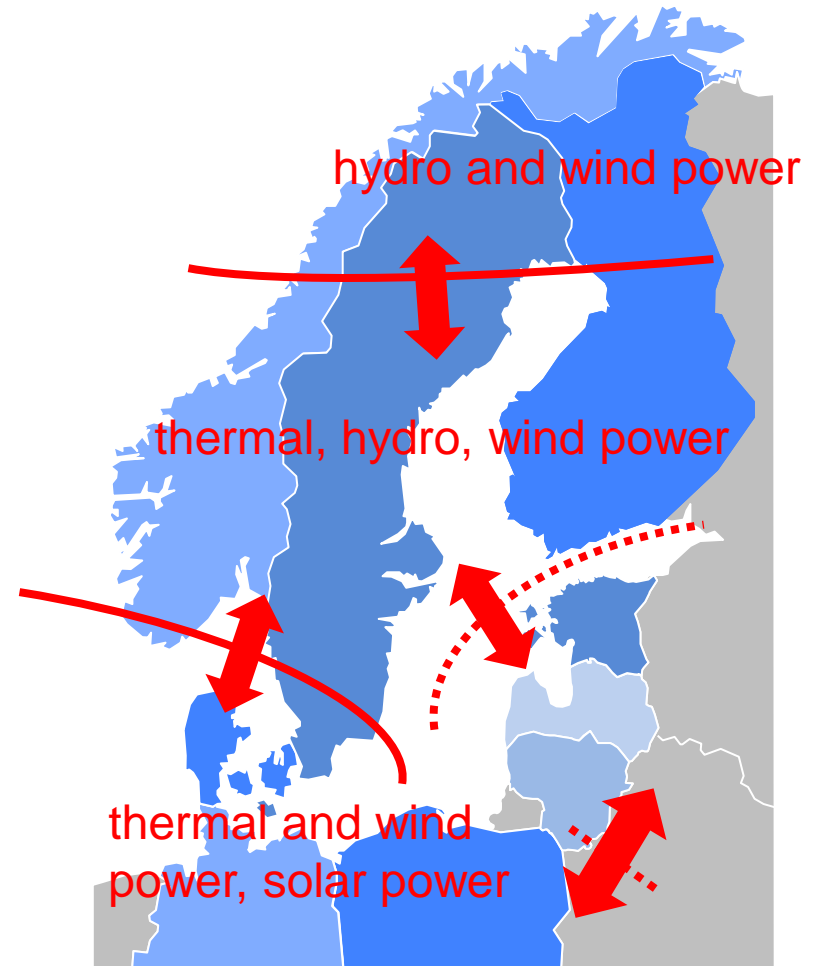 hydro and wind power
thermal, hydro, wind power
thermal and wind
power, solar power